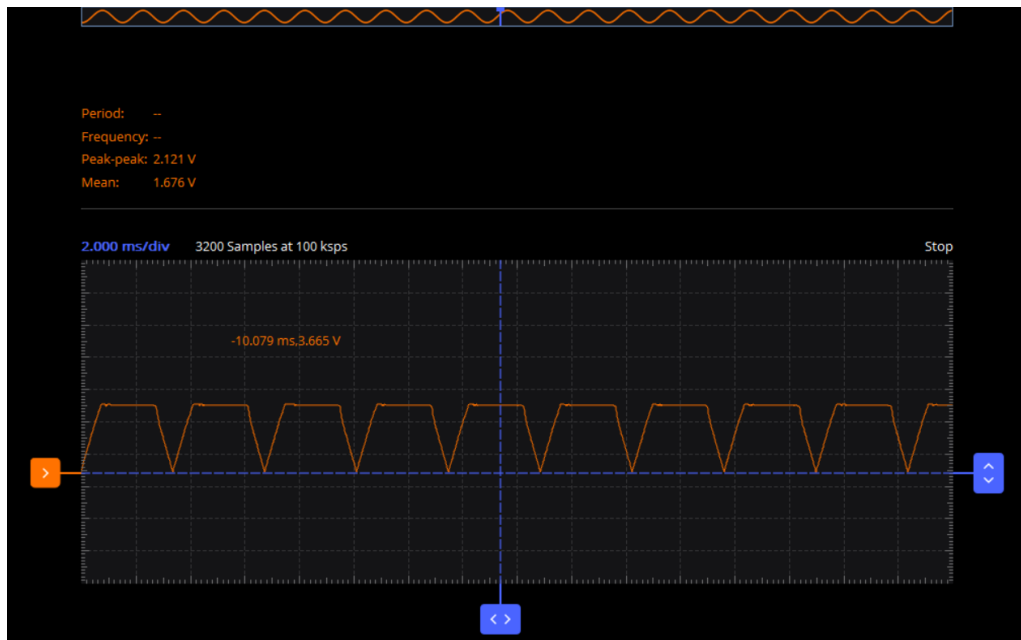 Period: --
Frequency: --
Peak-peak: 2.121 V
Mean: 1.676 V
2.000 ms/div 3200 Samples at 100 ksps Stop
-10.079 ms,3.665 V